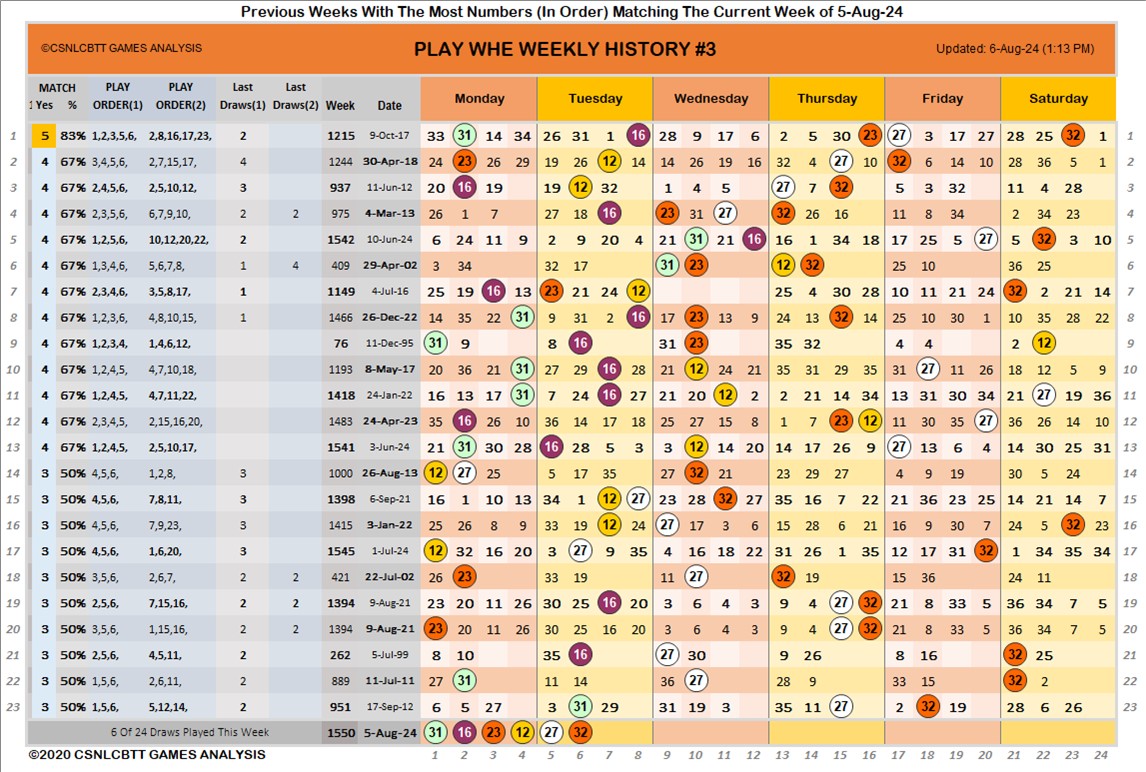 Previous Weeks With The Most Numbers (In Order) Matching The Current Week of 5-Aug-24
©CSNLCBTT GAMES ANALYSIS PLAY WHE WEEKLY HISTORY #3 Updated: 6-Aug-24 (1:13 PM)
MATCH PLAY PLAY Last Last
1 Yes % ORDER(1) ORDER(2) Draws(1) Draws(2) Week Date Monday Tuesday Wednesday Thursday Friday Saturday
1 5 83% 1,2,3,5,6, 2,8,16,17,23, 2 1215 9-Oct-17 33 31 14 34 26 31 1 16 28 9 17 6 2 5 30 23 27 3 17 27 28 25 23 1 1
2 4 67% 3,4,5,6, 2,7,15,17, 4 1244 30-Apr-18 24 23 26 29 19 26 12 14 14 26 19 16 32 4 27 10 32 6 14 10 28 36 5 1 2
3 4 67% 2,4,5,6, 2,5,10,12, 3 937 11-Jun-12 20 16 19 19 12 32 1 4 5 27 7 32 5 3 32 11 4 28 3
4 4 67% 2,3,5,6, 6,7,9,10, 2 2 975 4-Mar-13 26 1 7 27 18 16 23 31 27 32 26 16 11 8 34 2 34 23 4
5 4 67% 1,2,5,6, 10,12,20,22, 2 1542 10-Jun-24 6 24 11 9 2 9 20 4 21 31 21 16 16 1 34 18 17 25 5 27 5 32 3 10 5
6 4 67% 1,3,4,6, 5,6,7,8, 1 4 409 29-Apr-02 3 34 32 17 31 23 12 32 25 10 36 25 6
7 4 67% 2,3,4,6, 3,5,8,17, 1 1149 4-Jul-16 25 19 16 13 23 21 24 12 25 4 30 28 10 11 21 24 32 2 21 14 7
8 4 67% 1,2,3,6, 4,8,10,15, 1 1466 26-Dec-22 14 35 22 31 9 31 2 16 17 23 13 9 24 13 32 14 25 10 30 1 10 35 28 22 8
9 4 67% 1,2,3,4, 1,4,6,12, 76 11-Dec-95 31 9 8 16 31 23 35 32 4 4 2 12 9
10 4 67% 1,2,4,5, 4,7,10,18, 1193 8-May-17 20 36 21 31 27 29 16 28 21 12 24 21 35 31 29 35 31 27 11 26 18 12 5 9 10
11 4 67% 1,2,4,5, 4,7,11,22, 1418 24-Jan-22 16 13 17 31 7 24 16 27 21 20 12 2 2 21 14 34 13 31 30 34 21 27 19 36 11
12 4 67% 2,3,4,5, 2,15,16,20, 1483 24-Apr-23 35 16 26 10 36 14 17 18 25 27 15 8 1 7 23 12 11 30 35 27 36 26 14 10 12
13 4 67% 1,2,4,5, 2,5,10,17, 1541 3-Jun-24 21 31 30 28 16 28 5 3 3 12 14 20 14 17 26 9 27 13 6 4 14 30 25 31 13
14 3 50% 4,5,6, 1,2,8, 3 1000 26-Aug-13 12 27 25 5 17 35 27 32 21 23 29 27 4 9 19 30 5 24 14
15 3 50% 4,5,6, 7,8,11, 3 1398 6-Sep-21 16 1 10 13 34 1 12 27 23 28 32 27 35 16 7 22 21 36 23 25 14 21 14 7 15
16 3 50% 4,5,6, 7,9,23, 3 1415 3-Jan-22 25 26 8 9 33 19 12 24 27 17 3 6 15 28 6 21 16 9 30 7 24 5 32 23 16
17 3 50% 4,5,6, 1,6,20, 3 1545 1-Jul-24 12 32 16 20 3 27 9 35 4 16 18 22 31 26 1 35 12 17 31 32 1 34 35 34 17
18 3 50% 3,5,6, 2,6,7, 2 2 421 22-Jul-02 26 23 33 19 11 27 32 19 15 36 24 11 18
19 3 50% 2,5,6, 7,15,16, 2 2 1394 9-Aug-21 23 20 11 26 30 25 16 20 3 6 4 3 9 4 27 32 21 8 33 5 36 34 7 5 19
20 3 50% 3,5,6, 1,15,16, 2 2 1394 9-Aug-21 23 20 11 26 30 25 16 20 3 6 4 3 9 4 27 32 21 8 33 5 36 34 7 5 20
21 3 50% 2,5,6, 4,5,11, 2 262 5-Jul-99 8 10 35 16 27 30 9 26 8 16 32 25 21
22 3 50% 1,5,6, 2,6,11, 2 889 11-Jul-11 27 31 11 14 36 27 28 9 33 15 32 2 22
23 3 50% 1,5,6, 5,12,14, 2 951 17-Sep-12 6 5 27 3 31 29 31 19 3 35 11 27 2 32 19 28 6 26 23
6 Of 24 Draws Played This Week 1550 5-Aug-24 31 16 23 12 27 32
©2020 CSNLCBTT GAMES ANALYSIS 1 2 3 4 5 6 7 8 9 10 11 12 13 14 15 16 17 18 19 20 21 22 23 24